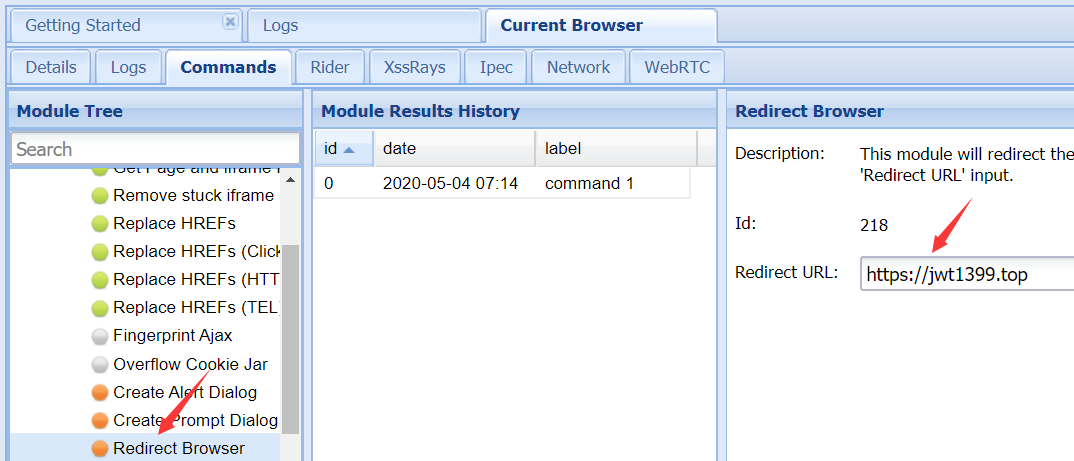 Getting Started
Logs
Current Browser
Details
Logs
Commands
Rider
XssRays
Ipec
Network
WebRTC
Module Tree
Search
Get Page and iframe
Remove stuck iframe
Replace HREFs
Replace HREFs (Click
Replace HREFs (HTT
Replace HREFs (TEL
Fingerprint Ajax
Overflow Cookie Jar
Create Alert Dialog
Create Prompt Dialog
Redirect Browser
Module Results History
id date label
0 2020-05-04 07:14 command 1
Redirect Browser
Description: This module will redirect the
'Redirect URL' input.
Id: 218
Redirect URL: https://jwt1399.top